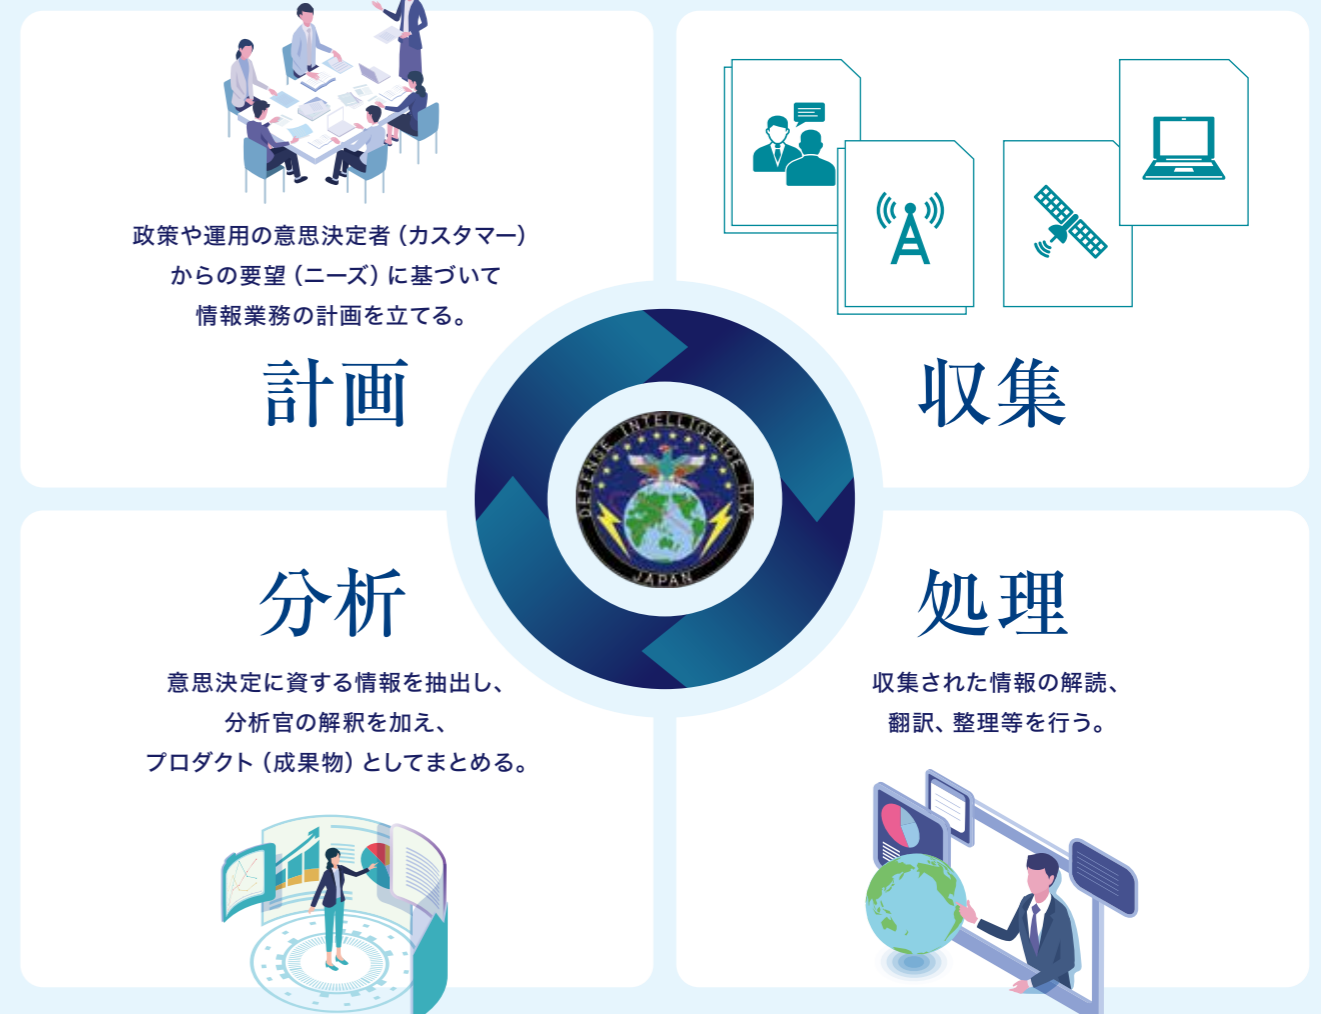 政策や運用の意思決定者（カスタマー）
からの要望（ニーズ）に基づいて
情報業務の計画を立てる。
計画
収集
DEFENSE INTELLIGENCE H.Q
JAPAN
分析
意思決定に資する情報を抽出し、
分析官の解釈を加え、
プロダクト（成果物）としてまとめる。
処理
収集された情報の解読、
翻訳、整理等を行う。